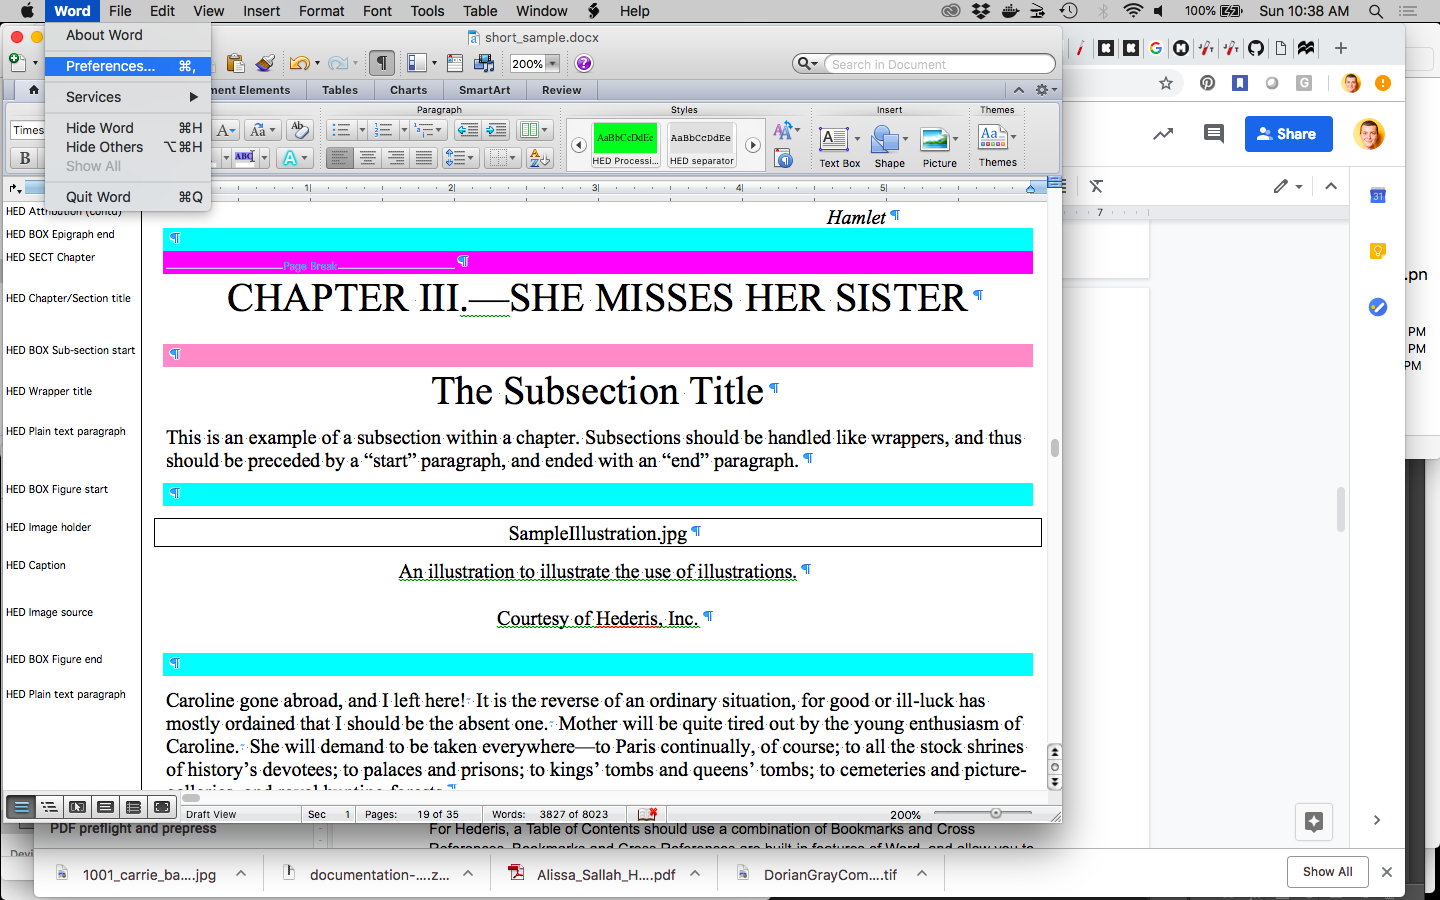 Word File Edit View Insert Format Font Tools Table Window Help 100% Sun 10:38 AM
About Word
Preferences... ⌘,
Services
Hide Word ⌘H
Hide Others ⌥⌘H
Show All
Quit Word ⌘Q
short_sample.docx
200% Search in Document
ment Elements Tables Charts SmartArt Review
Paragraph Styles Insert Themes
Times
B ABC A
AaBbCcDdEe AaBbCcDdEe
HED Processi... HED separator Text Box Shape Picture Themes
Share
1 2 3 4 5 7
31
HED Attribution (contd) Hamlet ¶
HED BOX Epigraph end ¶
HED SECT Chapter Page Break ¶
HED Chapter/Section title CHAPTER III.—SHE MISSES HER SISTER ¶
HED BOX Sub-section start ¶
HED Wrapper title The Subsection Title ¶
HED Plain text paragraph This is an example of a subsection within a chapter. Subsections should be handled like wrappers, and thus
should be preceded by a “start” paragraph, and ended with an “end” paragraph. ¶
HED BOX Figure start ¶
HED Image holder SampleIllustration.jpg ¶
HED Caption An illustration to illustrate the use of illustrations. ¶
HED Image source Courtesy of Hederis, Inc. ¶
HED BOX Figure end ¶
HED Plain text paragraph Caroline gone abroad, and I left here! It is the reverse of an ordinary situation, for good or ill-luck has
mostly ordained that I should be the absent one. Mother will be quite tired out by the young enthusiasm of
Caroline. She will demand to be taken everywhere—to Paris continually, of course; to all the stock shrines
of history’s devotees; to palaces and prisons; to kings’ tombs and queens’ tombs; to cemeteries and picture-
.pn
PM
PM
PM
Draft View Sec 1 Pages: 19 of 35 Words: 3827 of 8023 200%
PDF preflight and prepress
For Hederis, a Table of Contents should use a combination of Bookmarks and Cross
1001_carrie_ba....jpg documentation-....z... Alissa_Sallah_H....pdf DorianGrayCom....tif Show All